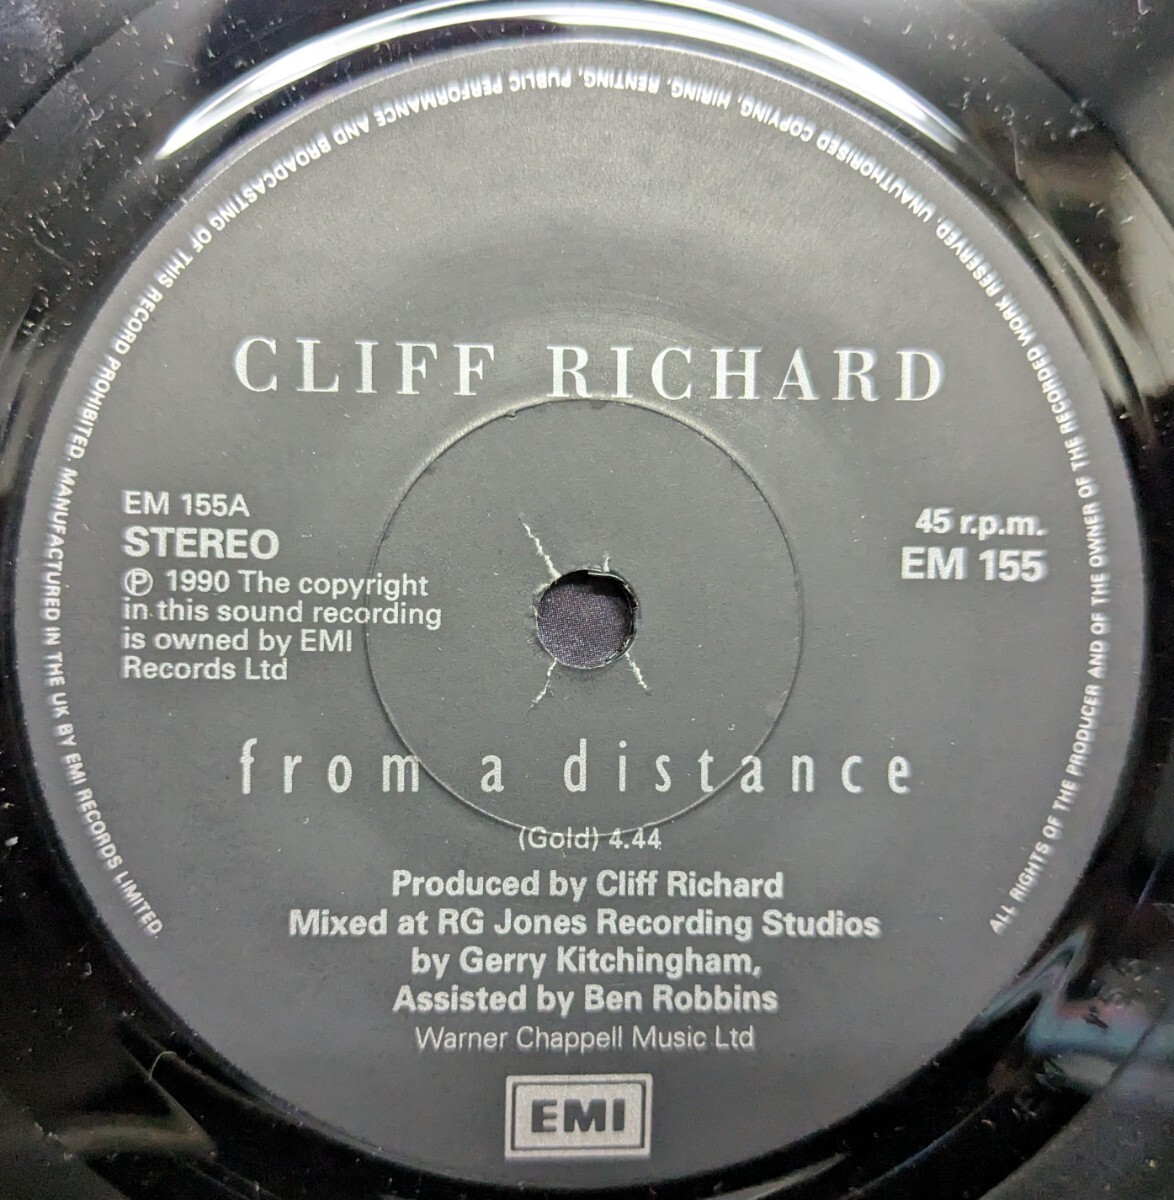 CLIFF RICHARD
EM 155A
STEREO
℗ 1990 The copyright
in this sound recording
is owned by EMI
Records Ltd
45 r.p.m.
EM 155
from a distance
(Gold) 4.44
Produced by Cliff Richard
Mixed at RG Jones Recording Studios
by Gerry Kitchingham,
Assisted by Ben Robbins
Warner Chappell Music Ltd
EMI
ALL RIGHTS OF THE PRODUCER AND OF THE OWNER OF THE RECORDED WORK RESERVED. UNAUTHORISED COPYING, HIRING, RENTING, PUBLIC PERFORMANCE AND BROADCASTING OF THIS RECORD PROHIBITED. MANUFACTURED IN THE UK BY EMI RECORDS LIMITED.